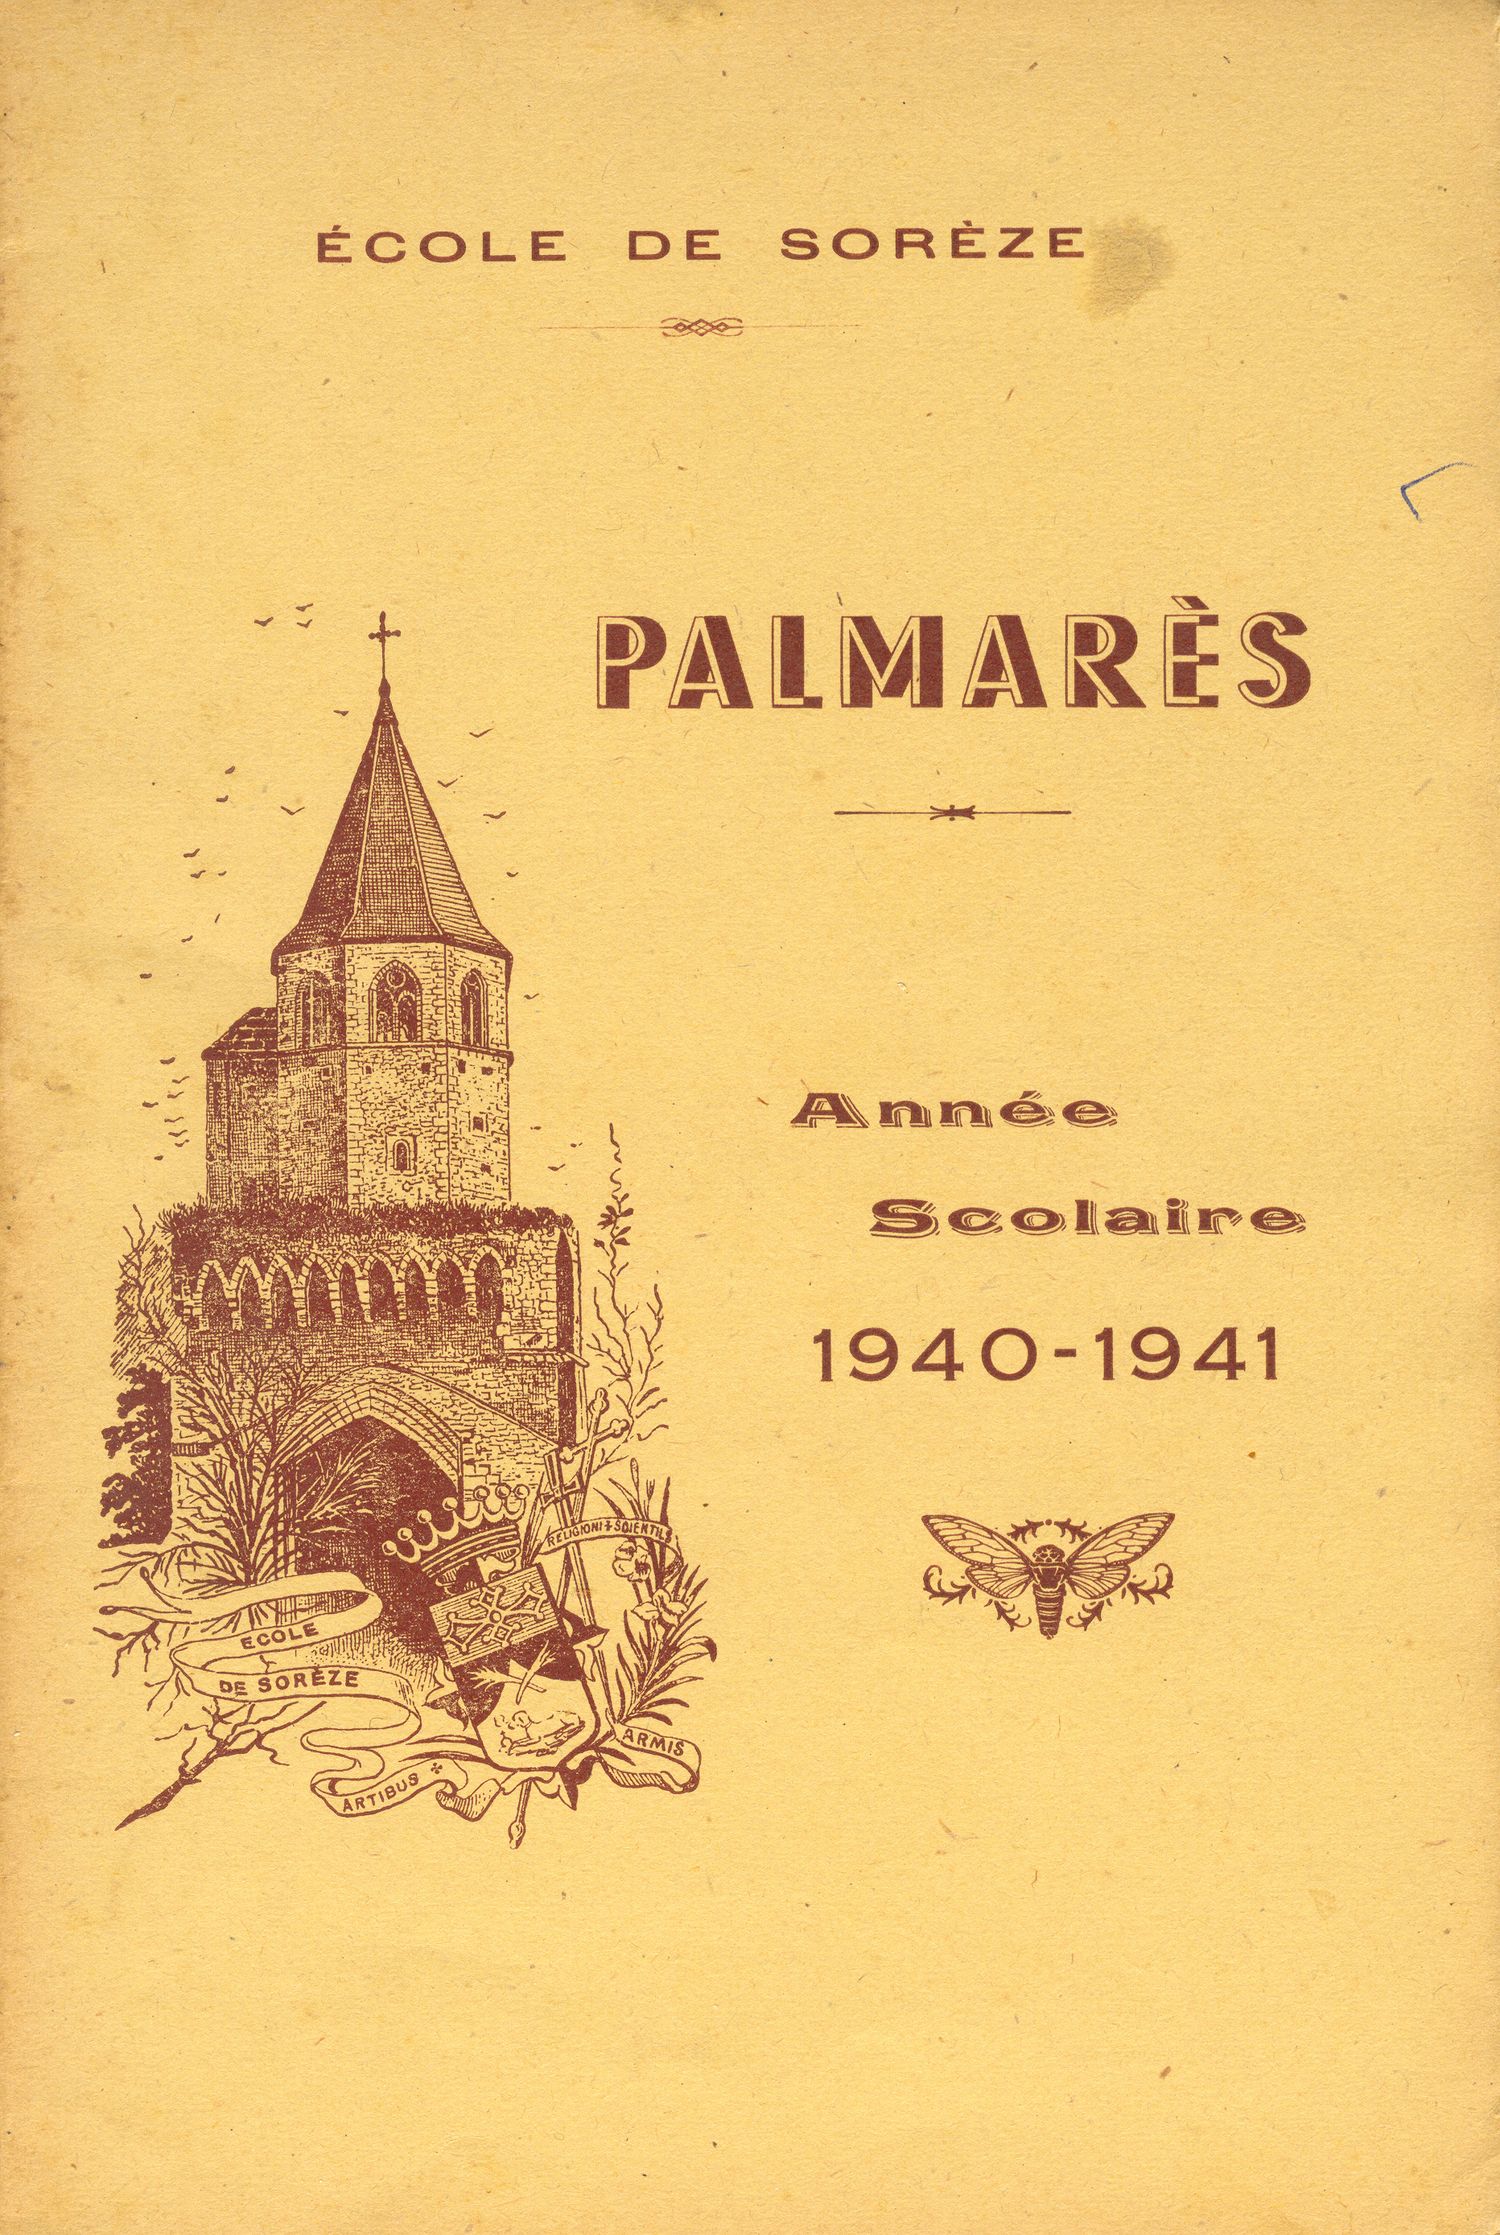 ÉCOLE DE SORÈZE
PALMARÈS
Année
Scolaire
1940-1941
RELIGIONI + SCIENTIIS
ECOLE
DE SORÈZE
ARMIS
ARTIBUS +